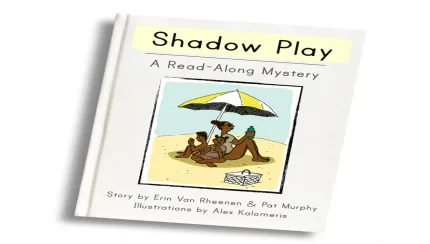 Shadow Play
A Read-Along Mystery
Story by Erin Van Rheenen & Pat Murphy
Illustrations by Alex Kalomeris